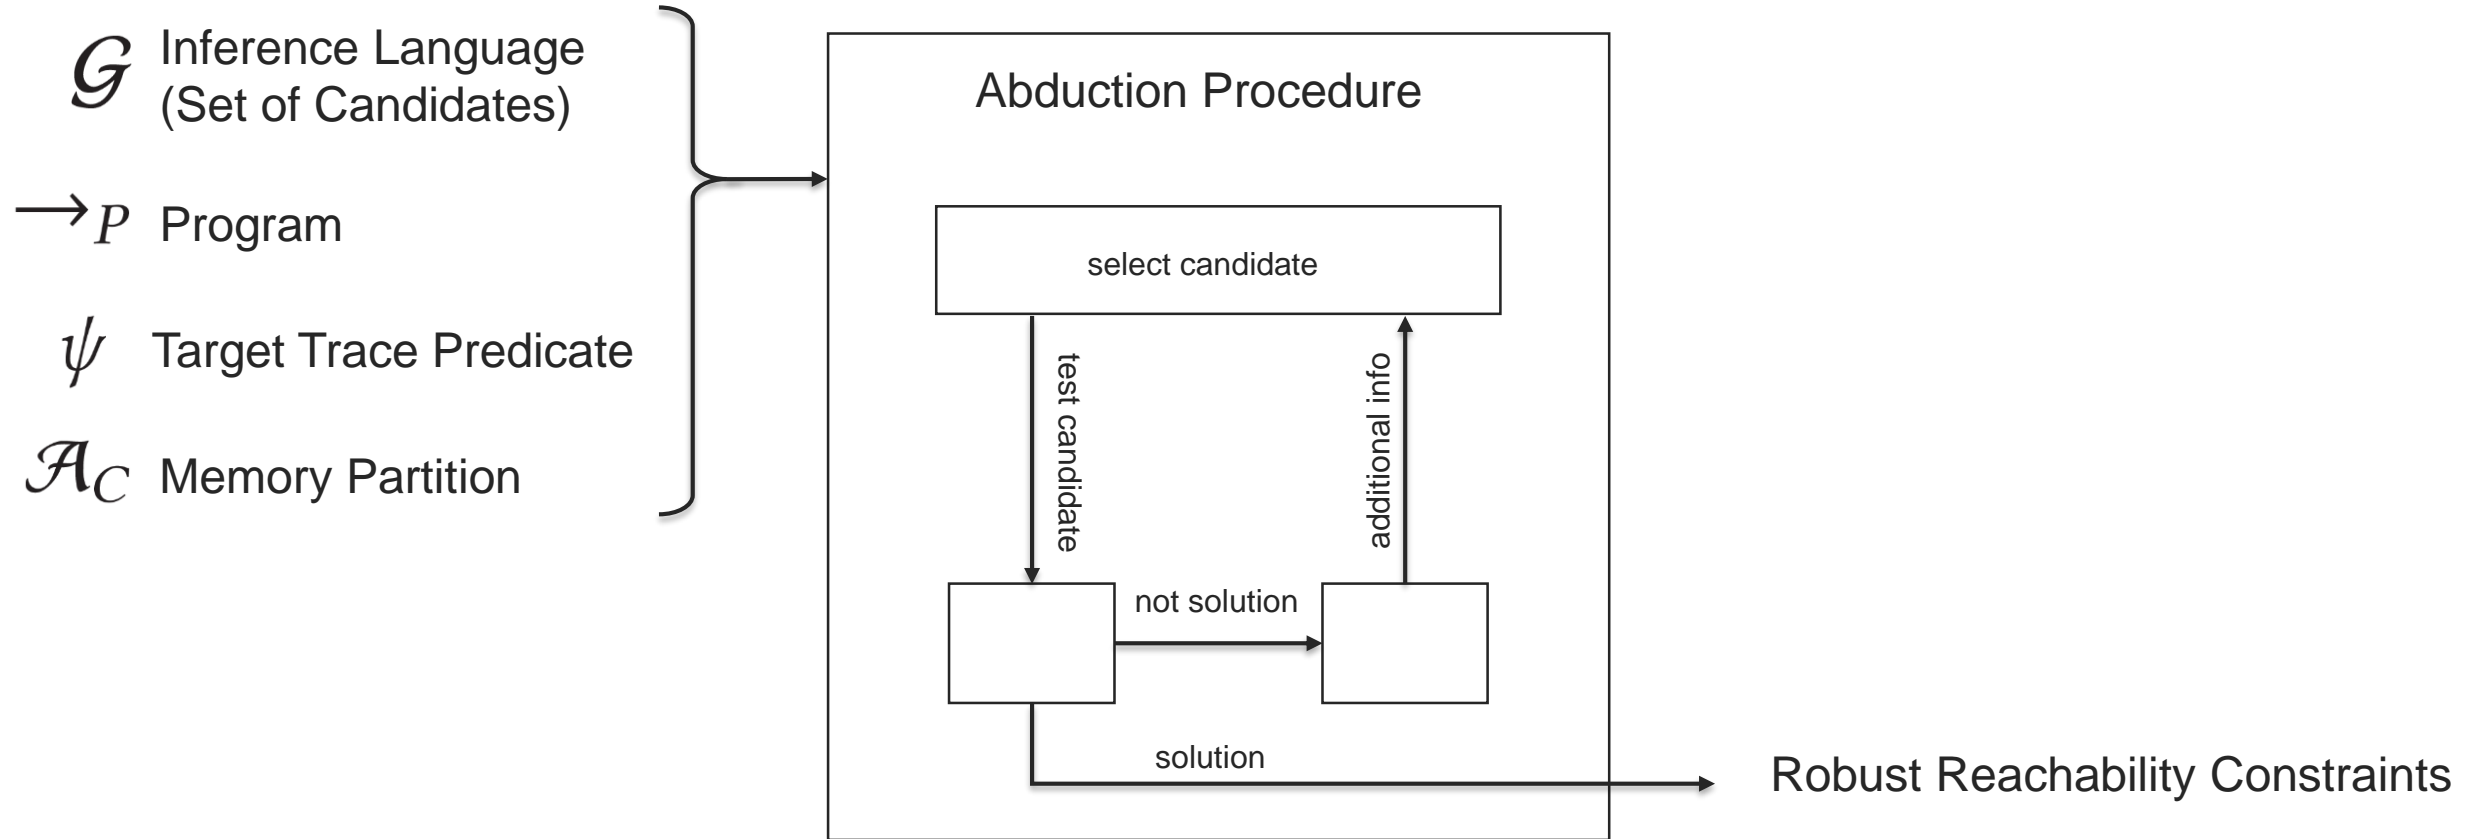 𝒢 Inference Language
(Set of Candidates)
→P Program
ψ Target Trace Predicate
𝒜C Memory Partition
Abduction Procedure
select candidate
test candidate
additional info
not solution
solution
Robust Reachability Constraints